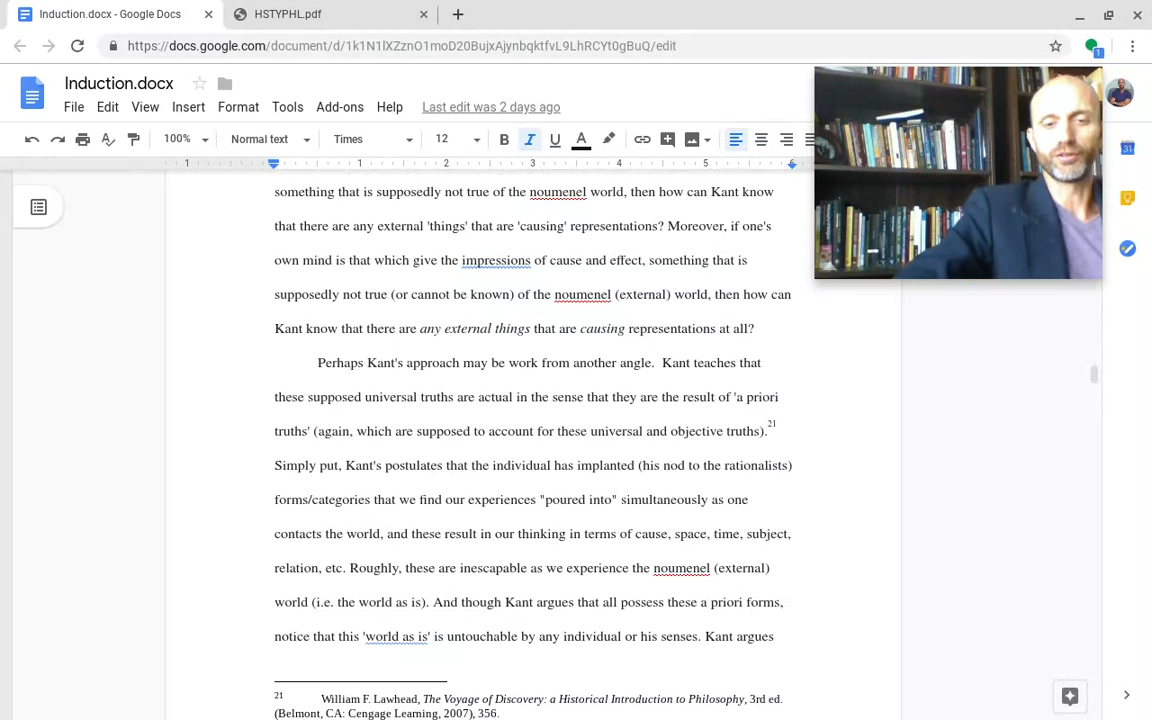 Induction.docx - Google Docs
HSTYPHL.pdf
https://docs.google.com/document/d/1k1N1lXZznO1moD20BujxAjynbqktfvL9LhRCYt0gBuQ/edit
1
Induction.docx
File Edit View Insert Format Tools Add-ons Help Last edit was 2 days ago
100% Normal text Times 12 B I U A
1 1 2 3 4 5 6
31
something that is supposedly not true of the noumenel world, then how can Kant know
that there are any external 'things' that are 'causing' representations? Moreover, if one's
own mind is that which give the impressions of cause and effect, something that is
supposedly not true (or cannot be known) of the noumenel (external) world, then how can
Kant know that there are any external things that are causing representations at all?
Perhaps Kant's approach may be work from another angle.  Kant teaches that
these supposed universal truths are actual in the sense that they are the result of 'a priori
truths' (again, which are supposed to account for these universal and objective truths).21
Simply put, Kant's postulates that the individual has implanted (his nod to the rationalists)
forms/categories that we find our experiences "poured into" simultaneously as one
contacts the world, and these result in our thinking in terms of cause, space, time, subject,
relation, etc. Roughly, these are inescapable as we experience the noumenel (external)
world (i.e. the world as is). And though Kant argues that all possess these a priori forms,
notice that this 'world as is' is untouchable by any individual or his senses. Kant argues
21 William F. Lawhead, The Voyage of Discovery: a Historical Introduction to Philosophy, 3rd ed.
(Belmont, CA: Cengage Learning, 2007), 356.